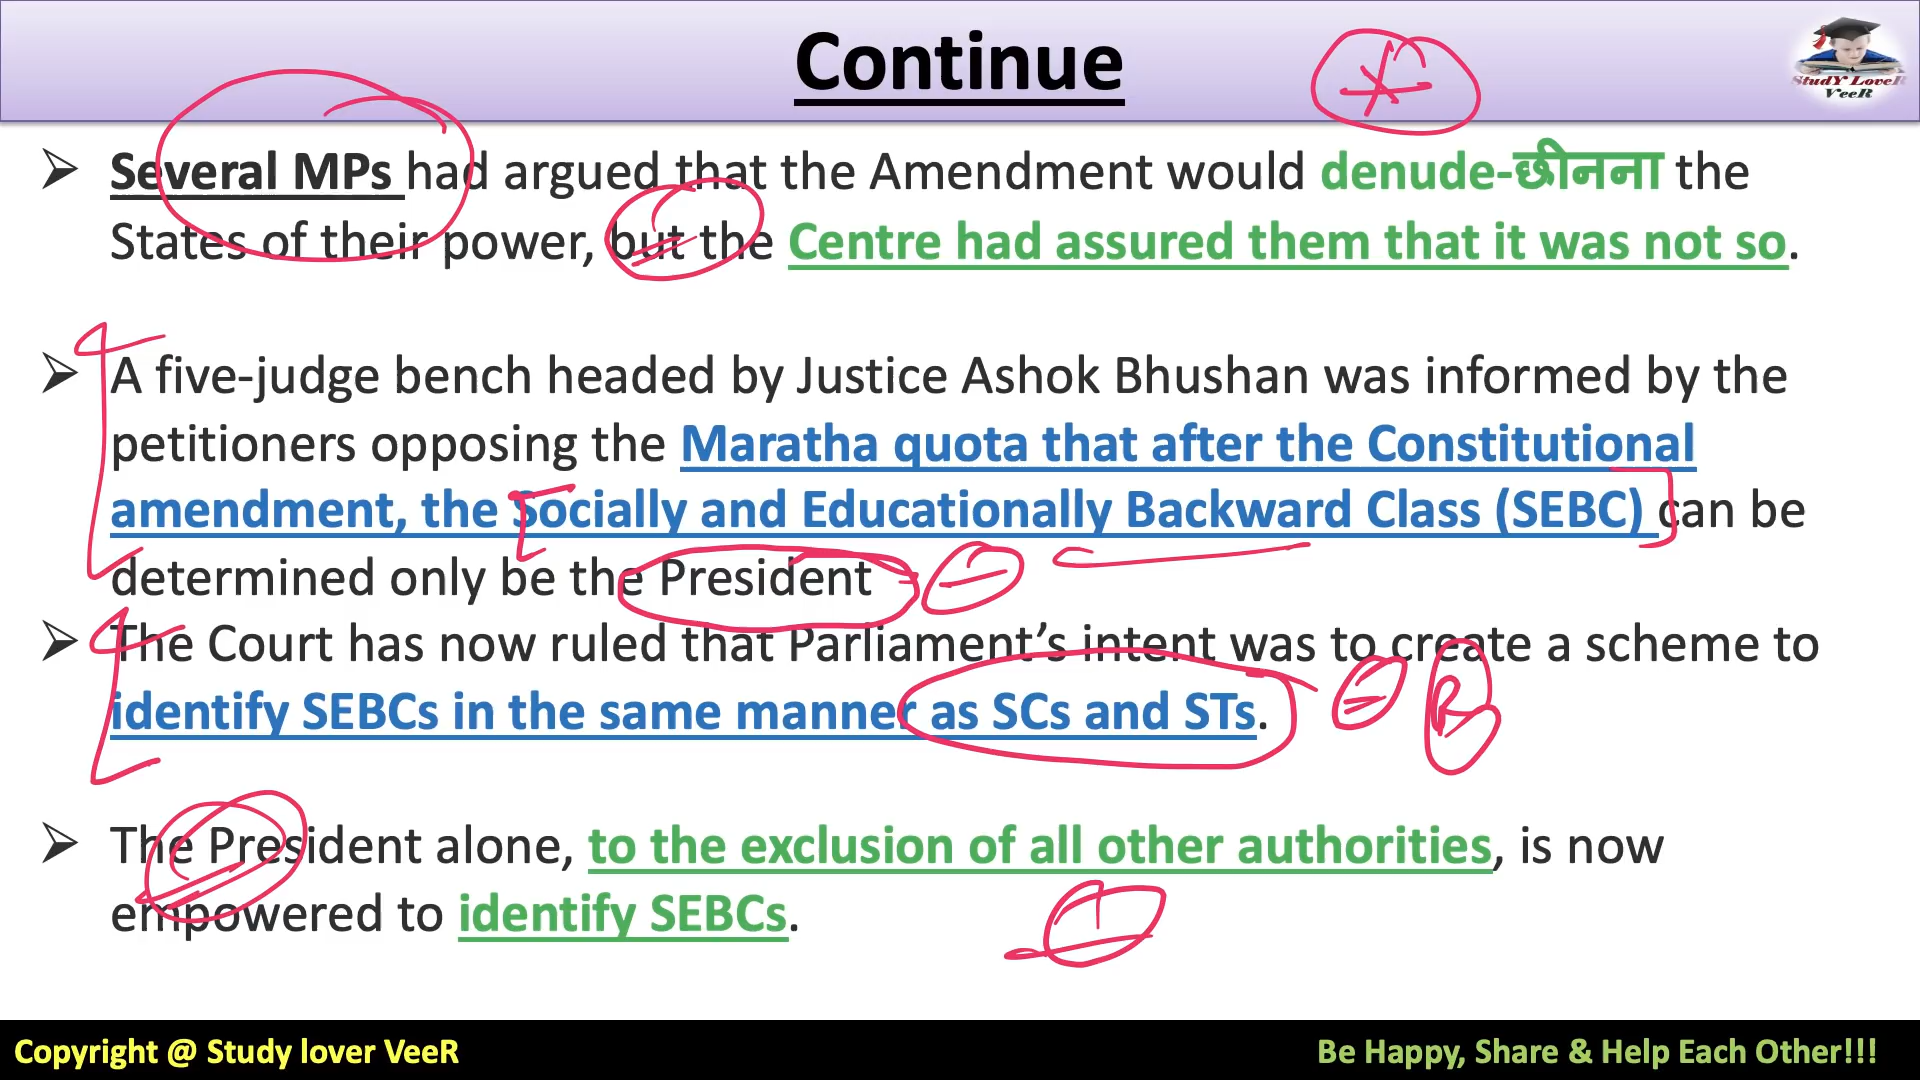 Continue
StudY LoveR
VeeR
➢ Several MPs had argued that the Amendment would denude-छीनना the
States of their power, but the Centre had assured them that it was not so.
➢ A five-judge bench headed by Justice Ashok Bhushan was informed by the
petitioners opposing the Maratha quota that after the Constitutional
amendment, the Socially and Educationally Backward Class (SEBC) can be
determined only be the President
➢ The Court has now ruled that Parliament’s intent was to create a scheme to
identify SEBCs in the same manner as SCs and STs.
R
➢ The President alone, to the exclusion of all other authorities, is now
empowered to identify SEBCs.
Copyright @ Study lover VeeR
Be Happy, Share & Help Each Other!!!